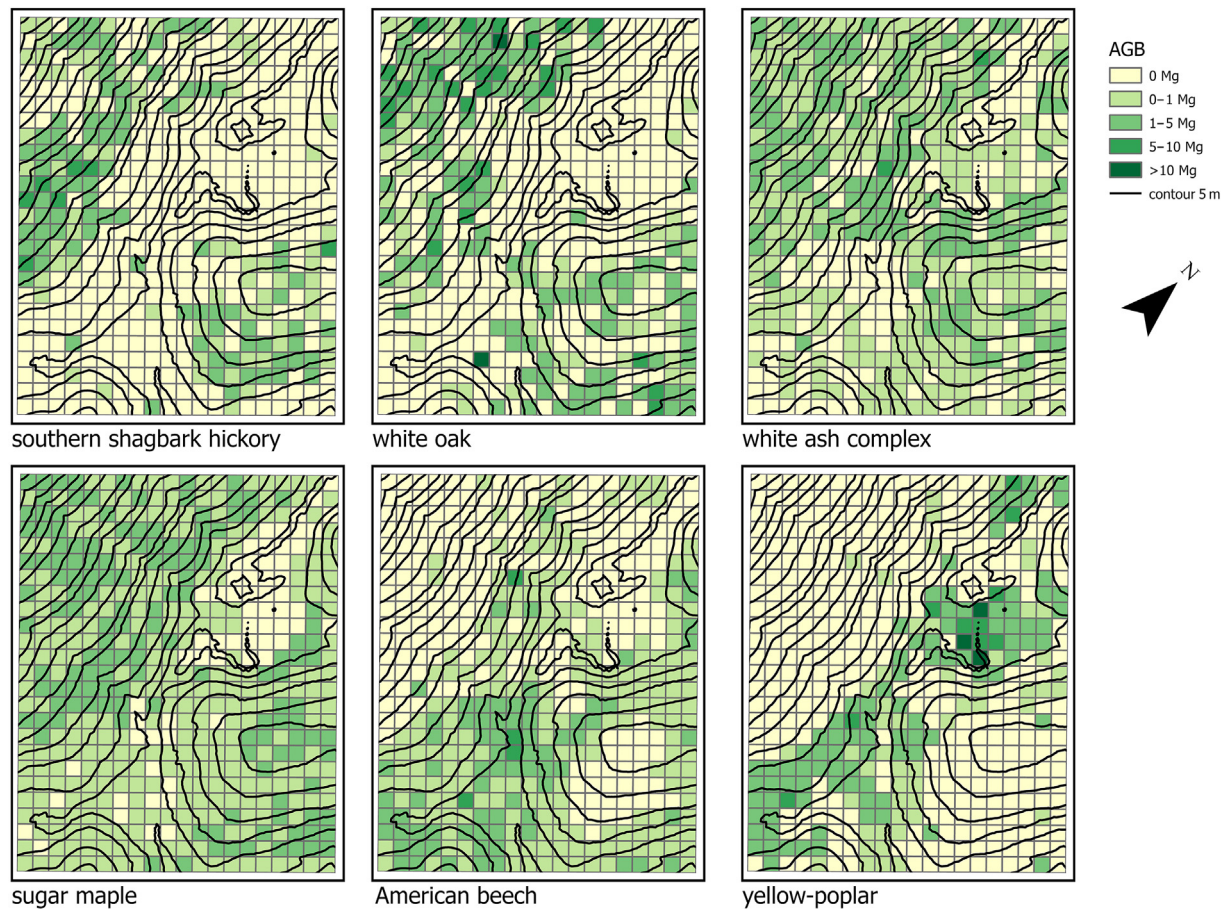 AGB
0 Mg
0–1 Mg
1–5 Mg
5–10 Mg
>10 Mg
contour 5 m
N
southern shagbark hickory
white oak
white ash complex
sugar maple
American beech
yellow-poplar